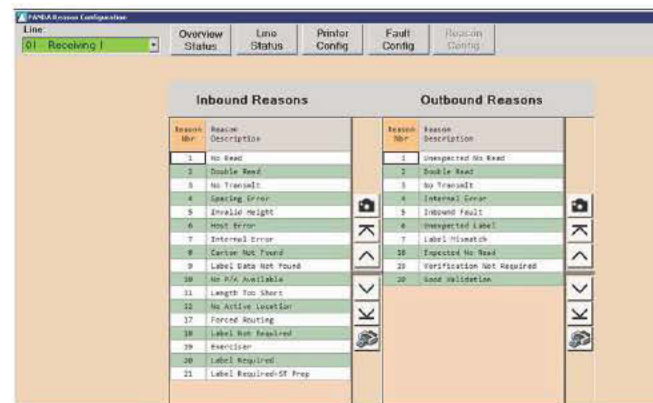 PANDA Reason Configuration
Line:
01 - Receiving 1
Overview Status
Line Status
Printer Config
Fault Config
Reason Config
Inbound Reasons
Reason Nbr Reason Description
1 No Read
2 Double Read
3 No Transmit
4 Spacing Error
5 Invalid Height
6 Host Error
7 Internal Error
8 Carton Not Found
9 Label Data Not Found
10 No P/A Available
11 Length Too Short
12 No Active Location
17 Forced Routing
18 Label Not Required
19 Exerciser
20 Label Required
21 Label Required-ST Prep
Outbound Reasons
Reason Nbr Reason Description
1 Unexpected No Read
2 Double Read
3 No Transmit
4 Internal Error
5 Inbound Fault
6 Unexpected Label
7 Label Mismatch
18 Expected No Read
19 Verification Not Required
20 Good Validation